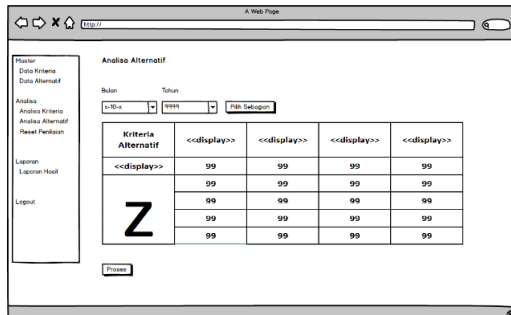 A Web Page
http://
Master
Data Kriteria
Data Alternatif
Analisa
Analisa Kriteria
Analisa Alternatif
Reset Penilaian
Laporan
Laporan Hasil
Logout
Analisa Alternatif
Bulan Tahun
x-10-x 9999 Pilih Sebagian
Kriteria Alternatif <<display>> <<display>> <<display>> <<display>>
<<display>> 99 99 99 99
99 99 99 99
Z 99 99 99 99
99 99 99 99
99 99 99 99
Proses